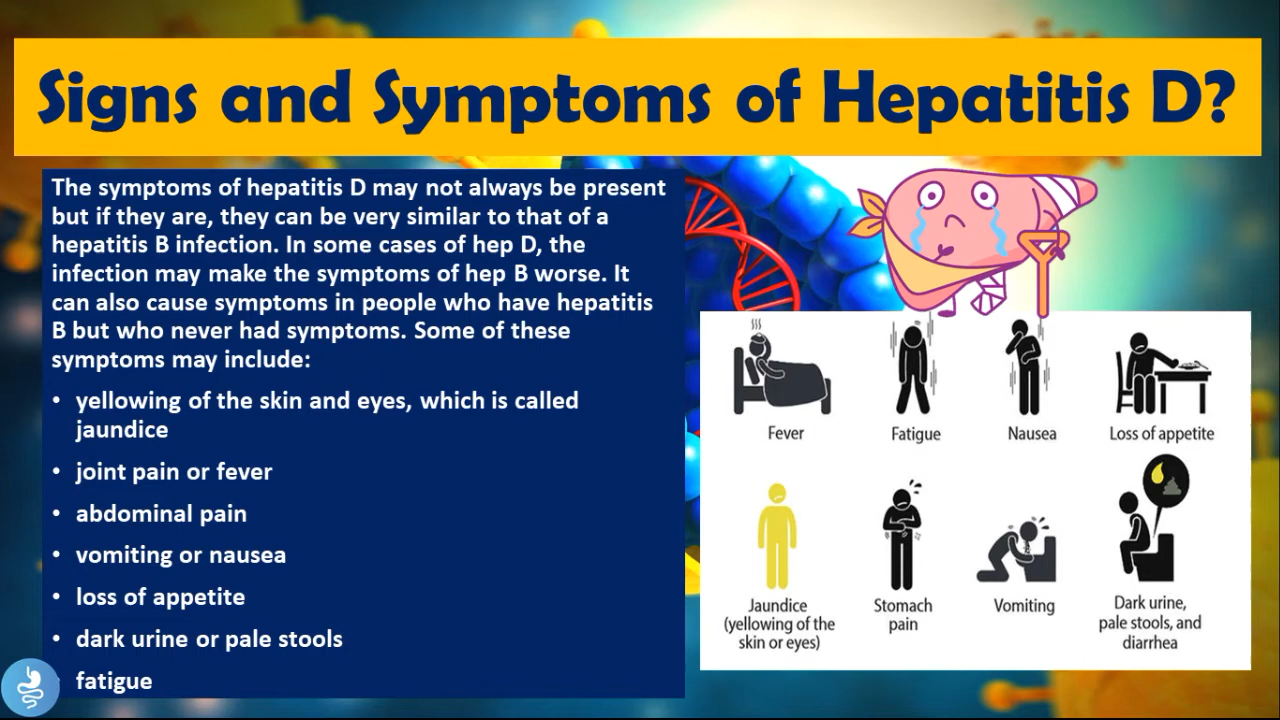 Signs and Symptoms of Hepatitis D?
The symptoms of hepatitis D may not always be present
but if they are, they can be very similar to that of a
hepatitis B infection. In some cases of hep D, the
infection may make the symptoms of hep B worse. It
can also cause symptoms in people who have hepatitis
B but who never had symptoms. Some of these
symptoms may include:
• yellowing of the skin and eyes, which is called
jaundice
• joint pain or fever
• abdominal pain
• vomiting or nausea
• loss of appetite
• dark urine or pale stools
fatigue
Fever
Fatigue
Nausea
Loss of appetite
Jaundice
(yellowing of the
skin or eyes)
Stomach
pain
Vomiting
Dark urine,
pale stools, and
diarrhea